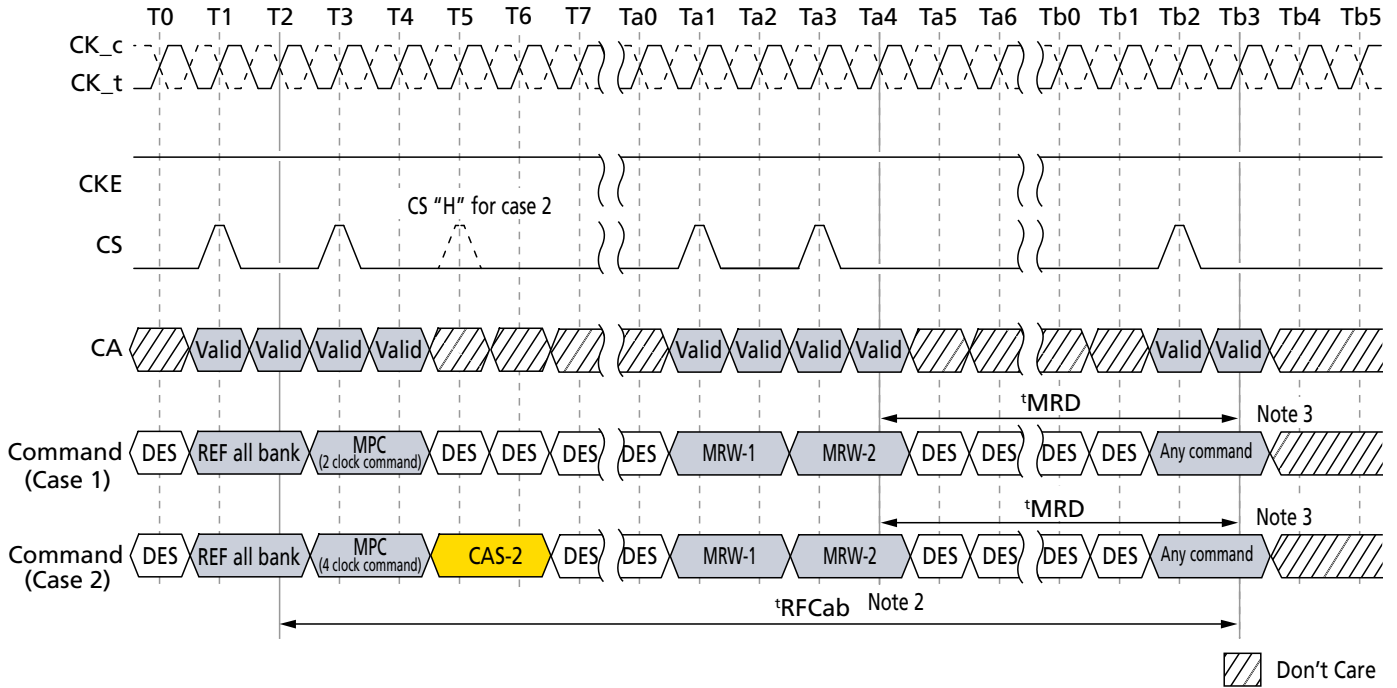 T0 T1 T2 T3 T4 T5 T6 T7 Ta0 Ta1 Ta2 Ta3 Ta4 Ta5 Ta6 Tb0 Tb1 Tb2 Tb3 Tb4 Tb5
CK_c
CK_t
CKE
CS "H" for case 2
CS
CA Valid Valid Valid Valid Valid Valid Valid Valid Valid Valid
tMRD Note 3
Command (Case 1) DES REF all bank MPC (2 clock command) DES DES DES DES MRW-1 MRW-2 DES DES DES DES Any command
tMRD Note 3
Command (Case 2) DES REF all bank MPC (4 clock command) CAS-2 DES DES MRW-1 MRW-2 DES DES DES DES Any command
tRFCab Note 2
Don't Care